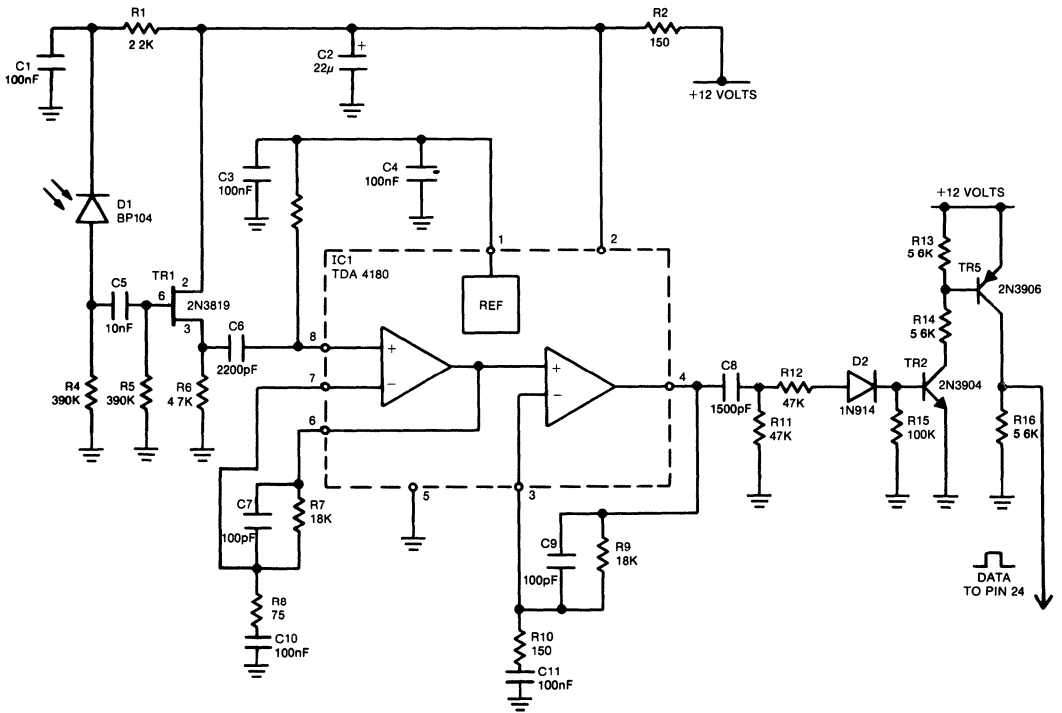 R1
2 2K
R2
150
C1
100nF
C2
+
22μ
+12 VOLTS
C3
100nF
C4
100nF
D1
BP104
+12 VOLTS
1
2
IC1
TDA 4180
REF
R13
5 6K
TR5
2N3906
C5
10nF
TR1
6
2
2N3819
3
C6
2200pF
8
+
7
−
6
+
−
4
C8
1500pF
R12
47K
D2
1N914
R14
5 6K
TR2
2N3904
R4
390K
R5
390K
R6
4 7K
R11
47K
R15
100K
R16
5 6K
5
3
C7
100pF
R7
18K
C9
100pF
R9
18K
DATA
TO PIN 24
R8
75
C10
100nF
R10
150
C11
100nF